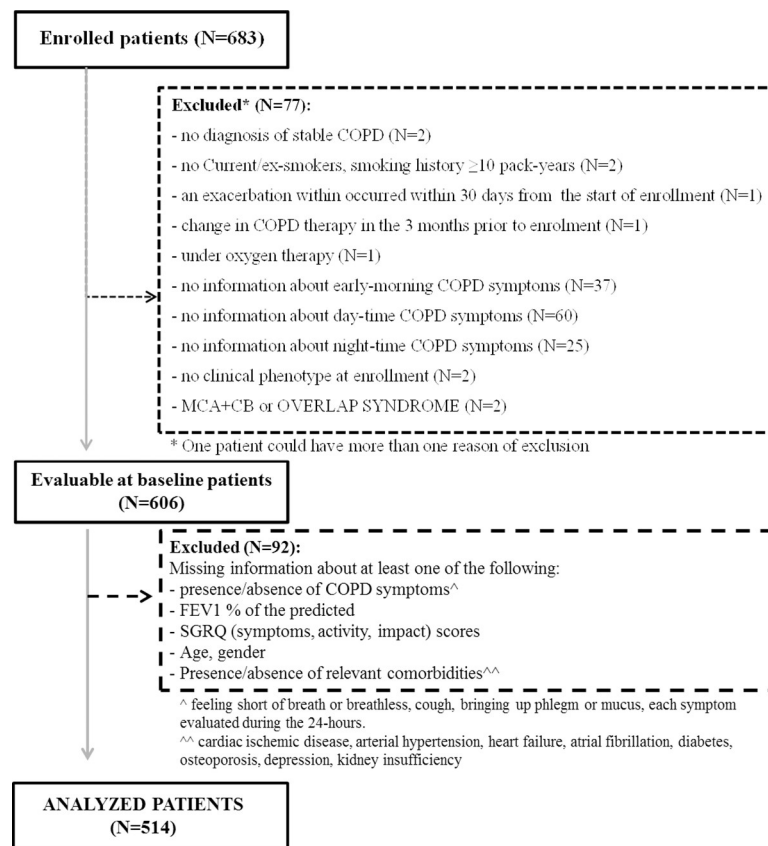 Enrolled patients (N=683)
Excluded* (N=77):
- no diagnosis of stable COPD (N=2)
- no Current/ex-smokers, smoking history ≥10 pack-years (N=2)
- an exacerbation within occurred within 30 days from the start of enrollment (N=1)
- change in COPD therapy in the 3 months prior to enrolment (N=1)
- under oxygen therapy (N=1)
- no information about early-morning COPD symptoms (N=37)
- no information about day-time COPD symptoms (N=60)
- no information about night-time COPD symptoms (N=25)
- no clinical phenotype at enrollment (N=2)
- MCA+CB or OVERLAP SYNDROME (N=2)
* One patient could have more than one reason of exclusion
Evaluable at baseline patients
(N=606)
Excluded (N=92):
Missing information about at least one of the following:
- presence/absence of COPD symptoms^
- FEV1 % of the predicted
- SGRQ (symptoms, activity, impact) scores
- Age, gender
- Presence/absence of relevant comorbidities^^
^ feeling short of breath or breathless, cough, bringing up phlegm or mucus, each symptom
evaluated during the 24-hours.
^^ cardiac ischemic disease, arterial hypertension, heart failure, atrial fibrillation, diabetes,
osteoporosis, depression, kidney insufficiency
ANALYZED PATIENTS
(N=514)